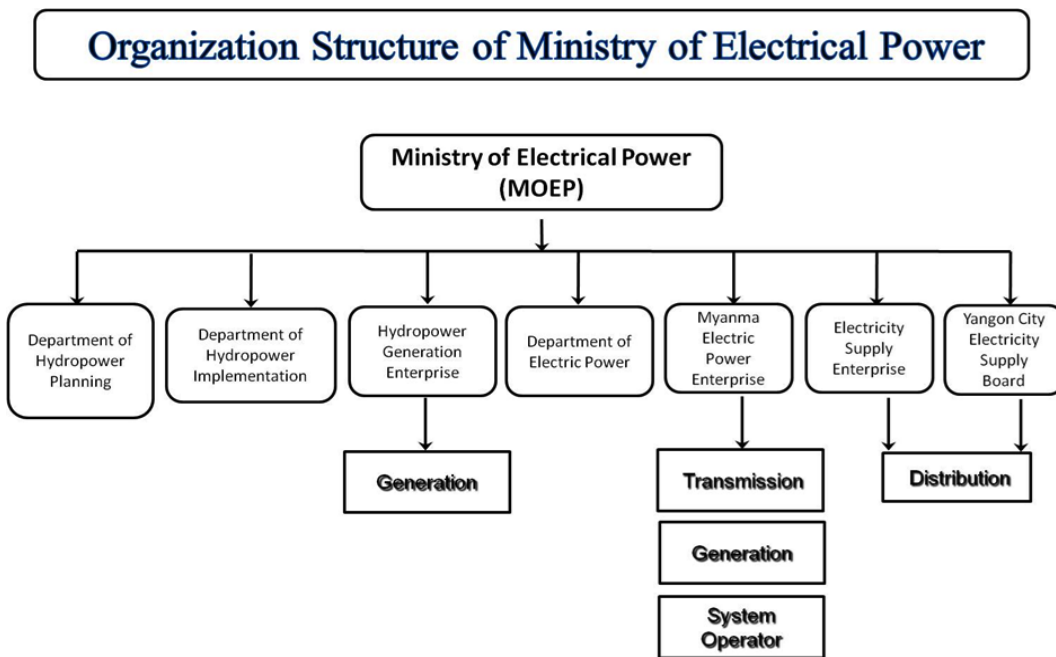 Organization Structure of Ministry of Electrical Power
Ministry of Electrical Power
(MOEP)
Department of
Hydropower
Planning
Department of
Hydropower
Implementation
Hydropower
Generation
Enterprise
Department of
Electric Power
Myanma
Electric
Power
Enterprise
Electricity
Supply
Enterprise
Yangon City
Electricity
Supply
Board
Generation
Transmission
Generation
System
Operator
Distribution